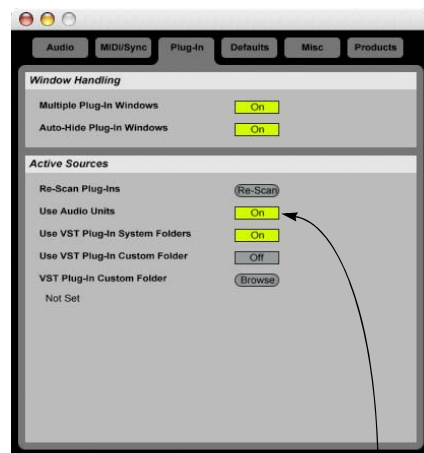 Audio MIDI/Sync Plug-In Defaults Misc Products
Window Handling
Multiple Plug-In Windows On
Auto-Hide Plug-In Windows On
Active Sources
Re-Scan Plug-Ins Re-Scan
Use Audio Units On
Use VST Plug-In System Folders On
Use VST Plug-In Custom Folder Off
VST Plug-In Custom Folder Browse
Not Set